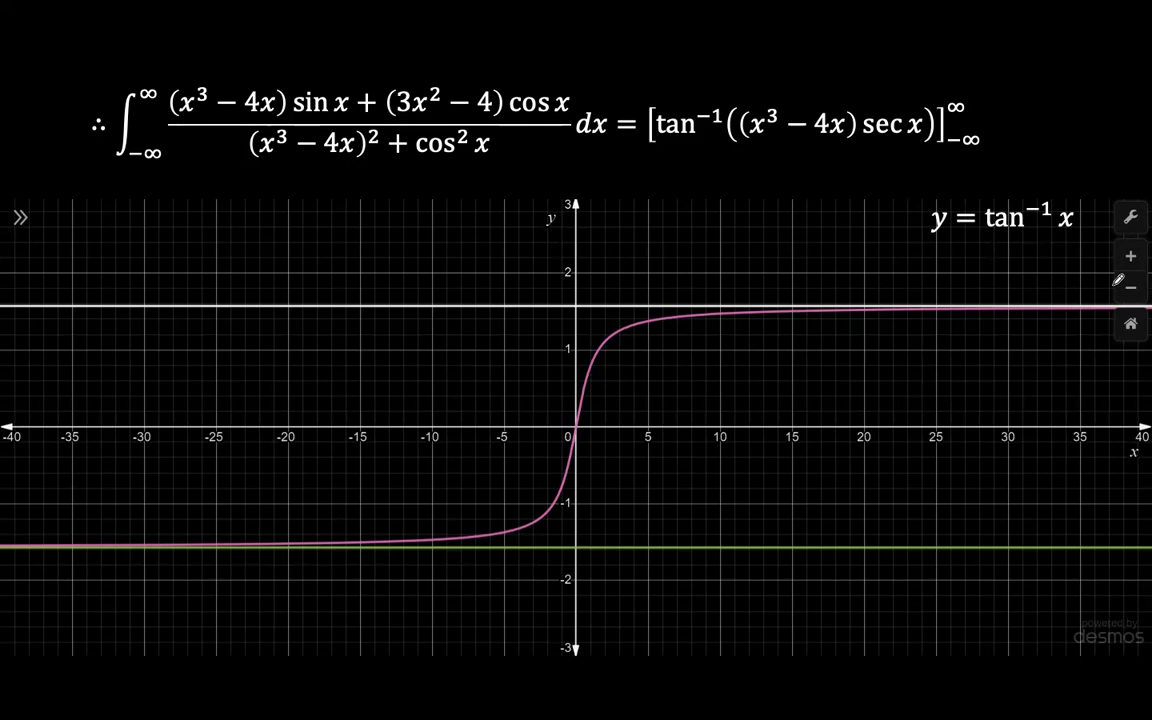 ∴ ∫_{−∞}^{∞} ((x³ − 4x) sin x + (3x² − 4) cos x) / ((x³ − 4x)² + cos² x) dx = [tan⁻¹((x³ − 4x) sec x)]_{−∞}^{∞}
y = tan⁻¹ x
y
3
2
1
-40 -35 -30 -25 -20 -15 -10 -5 0 5 10 15 20 25 30 35 40
x
-1
-2
-3
powered by
desmos